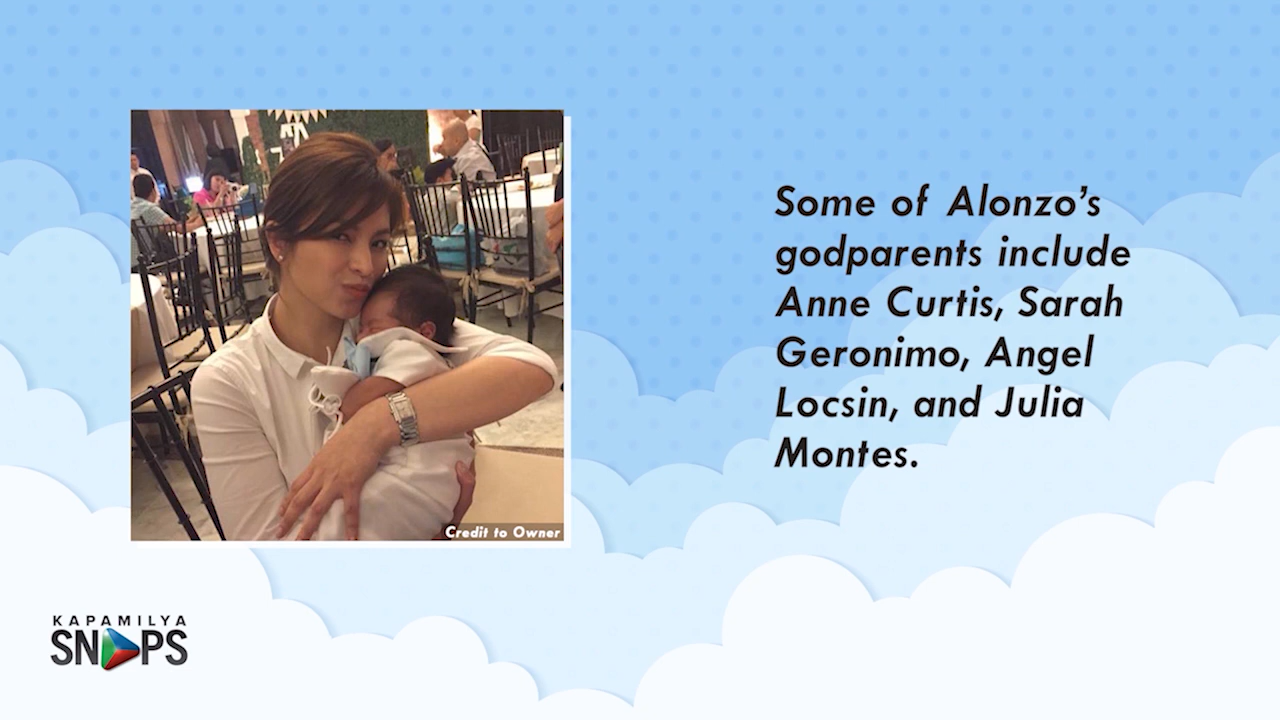 Some of Alonzo's
godparents include
Anne Curtis, Sarah
Geronimo, Angel
Locsin, and Julia
Montes.
Credit to Owner
KAPAMILYA
SNAPS